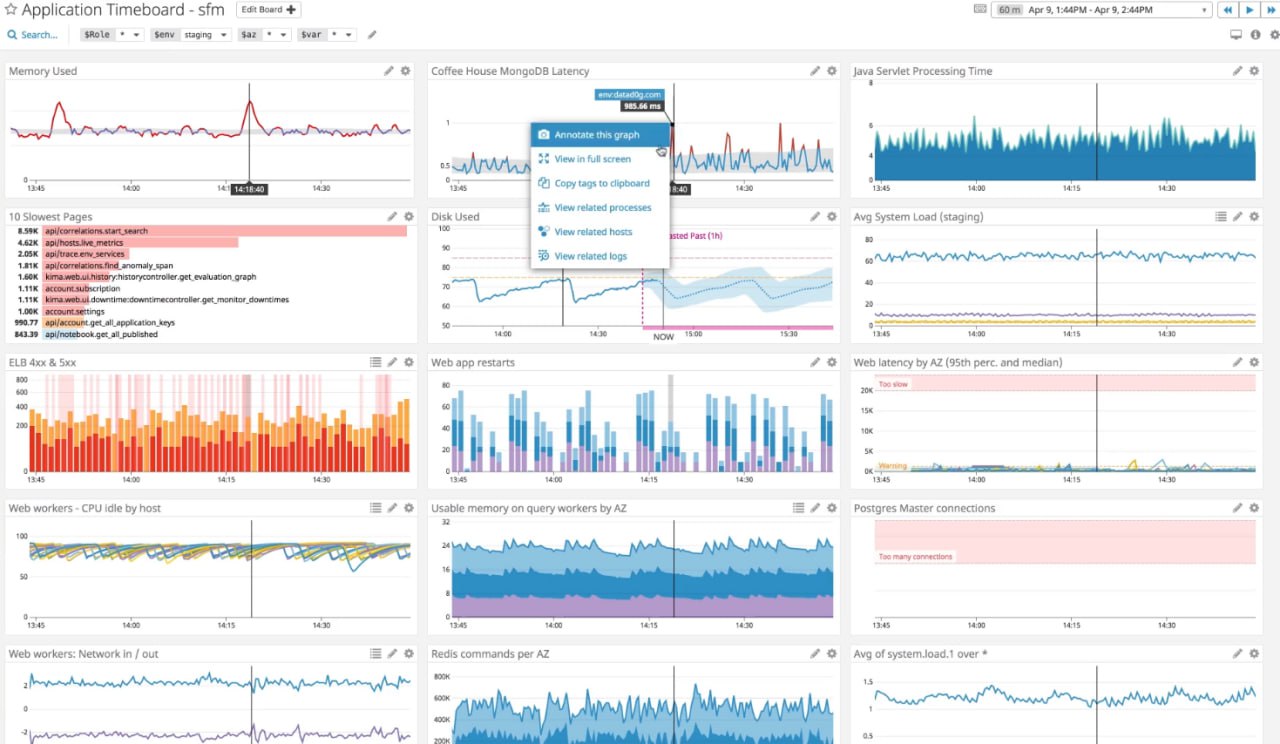 Application Timeboard - sfm
Edit Board +
60 m Apr 9, 1:44PM - Apr 9, 2:44PM
Search...
$Role *
$env staging
$az *
$var *
Memory Used
0
13:45 14:00 14:1 14:30
14:18:40
Coffee House MongoDB Latency
env:datad0g.com
985.66 ms
1
0.5
0
13:45 14:30
8:40
Annotate this graph
View in full screen
Copy tags to clipboard
View related processes
View related hosts
View related logs
Java Servlet Processing Time
8
6
4
0
13:45 14:00 14:15 14:30
10 Slowest Pages
8.59K api/correlations.start_search
4.62K api/hosts.live_metrics
2.05K api/trace.env_services
1.81K api/correlations.find_anomaly_span
1.60K kima.web.ui.history:historycontroller.get_evaluation_graph
1.11K account.subscription
1.11K kima.web.ui.downtime:downtimecontroller.get_monitor_downtimes
1.00K account.settings
990.77 api/account.get_all_application_keys
843.39 api/notebook.get_all_published
Disk Used
asted Past (1h)
100
90
80
70
60
50
14:00 14:30 15:00 15:30
NOW
Avg System Load (staging)
80
60
40
20
0
13:45 14:00 14:15 14:30
ELB 4xx & 5xx
800
600
400
200
0
13:45 14:00 14:15 14:30
Web app restarts
80
60
40
20
0
13:45 14:00 14:15 14:30
Web latency by AZ (95th perc. and median)
Too slow
20K
15K
10K
5K
Warning
0K
13:45 14:00 14:15 14:30
Web workers - CPU idle by host
100
50
0
13:45 14:00 14:15 14:30
Usable memory on query workers by AZ
32
24
16
8
0
13:45 14:00 14:15 14:30
Postgres Master connections
Too many connections
13:45 14:00 14:15 14:30
Web workers: Network in / out
2
0
-2
Redis commands per AZ
800K
600K
400K
200K
Avg of system.load.1 over *
1.5
1
0.5